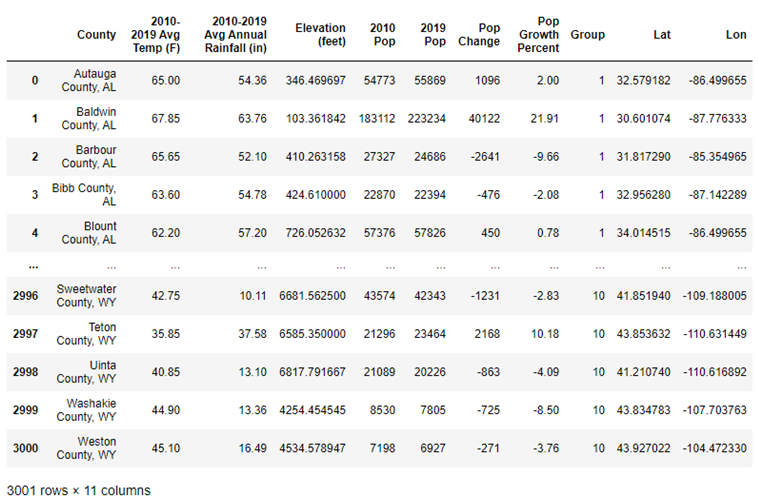 County 2010-2019 Avg Temp (F) 2010-2019 Avg Annual Rainfall (in) Elevation (feet) 2010 Pop 2019 Pop Pop Change Pop Growth Percent Group Lat Lon
0 Autauga County, AL 65.00 54.36 346.469697 54773 55869 1096 2.00 1 32.579182 -86.499655
1 Baldwin County, AL 67.85 63.76 103.361842 183112 223234 40122 21.91 1 30.601074 -87.776333
2 Barbour County, AL 65.65 52.10 410.263158 27327 24686 -2641 -9.66 1 31.817290 -85.354965
3 Bibb County, AL 63.60 54.78 424.610000 22870 22394 -476 -2.08 1 32.956280 -87.142289
4 Blount County, AL 62.20 57.20 726.052632 57376 57826 450 0.78 1 34.014515 -86.499655
... ... ... ... ... ... ... ... ... ... ... ...
2996 Sweetwater County, WY 42.75 10.11 6681.562500 43574 42343 -1231 -2.83 10 41.851940 -109.188005
2997 Teton County, WY 35.85 37.58 6585.350000 21296 23464 2168 10.18 10 43.853632 -110.631449
2998 Uinta County, WY 40.85 13.10 6817.791667 21089 20226 -863 -4.09 10 41.210740 -110.616892
2999 Washakie County, WY 44.90 13.36 4254.454545 8530 7805 -725 -8.50 10 43.834783 -107.703763
3000 Weston County, WY 45.10 16.49 4534.578947 7198 6927 -271 -3.76 10 43.927022 -104.472330
3001 rows × 11 columns